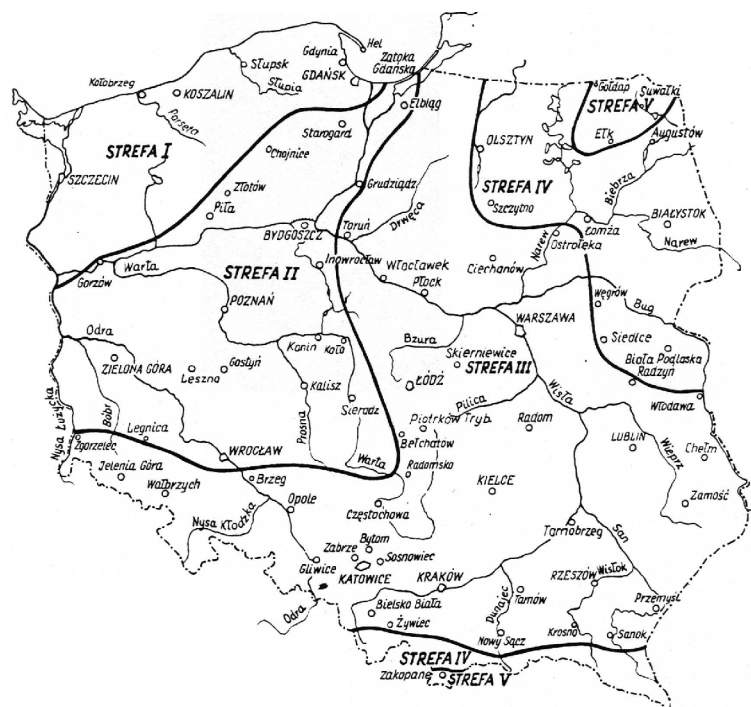 Hel
Gdynia
Zatoka
Gdańska
Słupsk
GDAŃSK
Słupia
Kołobrzeg
KOSZALIN
Elbląg
Gołdap
Suwałki
STREFA V
Parsęta
Starogard
OLSZTYN
Ełk
Augustów
STREFA I
Chojnice
SZCZECIN
Grudziądz
STREFA IV
Biebrza
Złotów
Szczytno
Piła
Drwęca
Łomża
BIAŁYSTOK
BYDGOSZCZ
Toruń
Narew
Ostrołęka
Narew
Gorzów
Warta
STREFA II
Inowrocław
Włocławek
Ciechanów
Płock
Węgrów
Bug
POZNAŃ
Odra
WARSZAWA
Konin
Koło
Bzura
Siedlce
ZIELONA GÓRA
Leszno
Gostyń
Skierniewice
STREFA III
Biała Podlaska
Radzyń
Kalisz
ŁÓDŹ
Nysa Łużycka
Bóbr
Prosna
Sieradz
Pilica
Wisła
Włodawa
Piotrków Tryb.
Radom
Legnica
Zgorzelec
WROCŁAW
Bełchatów
LUBLIN
Wieprz
Chełm
Jelenia Góra
Warta
Radomsko
Brzeg
Wałbrzych
KIELCE
Częstochowa
Zamość
Opole
Nysa Kłodzka
Tarnobrzeg
San
Bytom
Zabrze
Sosnowiec
Gliwice
KATOWICE
KRAKÓW
RZESZÓW
Wisłok
Odra
Bielsko Biała
Dunajec
Tarnów
Przemyśl
Żywiec
Nowy Sącz
Krosno
Sanok
STREFA IV
Zakopane
STREFA V